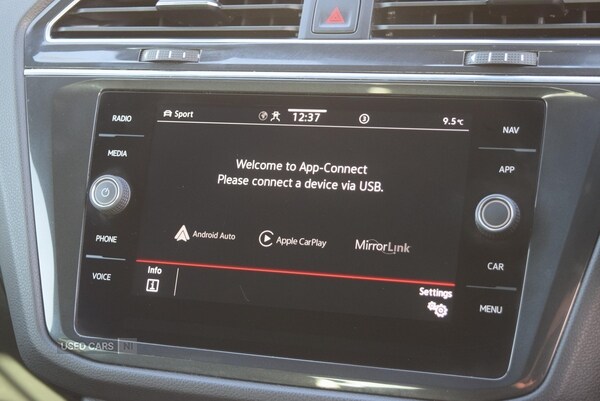 RADIO
MEDIA
PHONE
VOICE
Sport
12:37
3
9.5°C
Welcome to App-Connect
Please connect a device via USB.
Android Auto
Apple CarPlay
MirrorLink
Info
Settings
NAV
APP
CAR
MENU
USED CARS NI